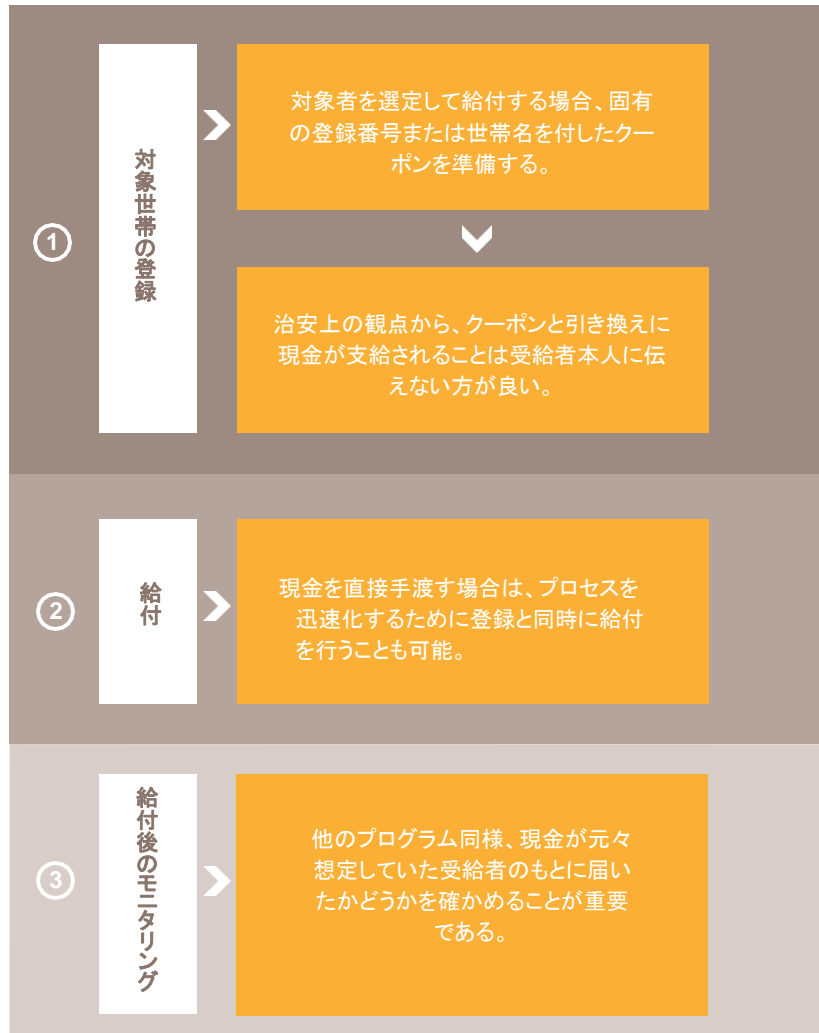 ①
対象世帯の登録
対象者を選定して給付する場合、固有
の登録番号または世帯名を付したクー
ポンを準備する。
治安上の観点から、クーポンと引き換えに
現金が支給されることは受給者本人に伝
えない方が良い。
②
給付
現金を直接手渡す場合は、プロセスを
迅速化するために登録と同時に給付
を行うことも可能。
③
給付後のモニタリング
他のプログラム同様、現金が元々
想定していた受給者のもとに届い
たかどうかを確かめることが重要
である。